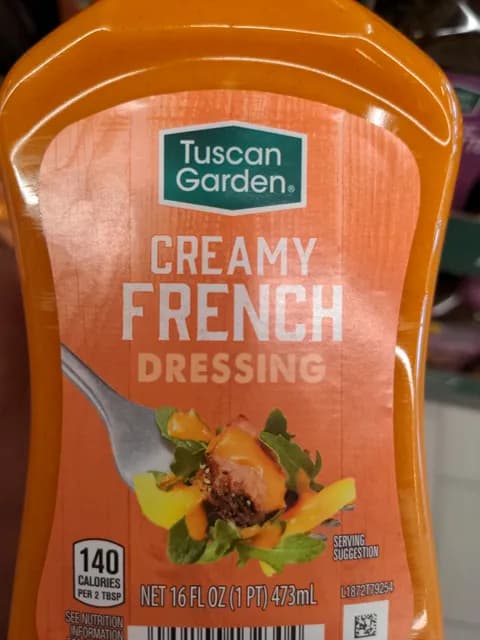 Tuscan
Garden®
CREAMY
FRENCH
DRESSING
SERVING
SUGGESTION
140
CALORIES
PER 2 TBSP
NET 16 FL OZ (1 PT) 473mL
L1872T79254
SEE NUTRITION
INFORMATION